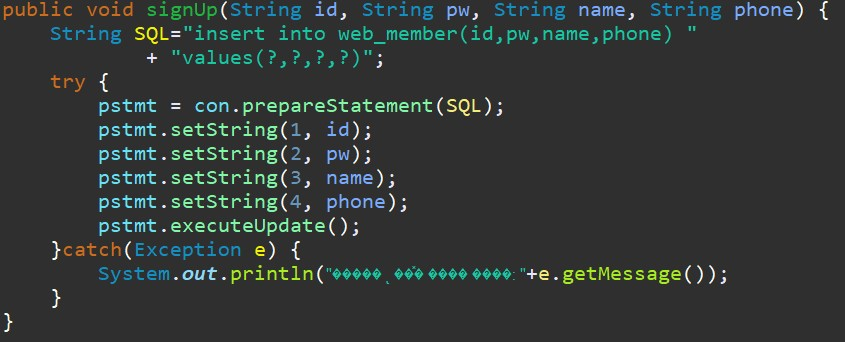 public void signUp(String id, String pw, String name, String phone) {
    String SQL="insert into web_member(id,pw,name,phone) "
            + "values(?,?,?,?)";
    try {
        pstmt = con.prepareStatement(SQL);
        pstmt.setString(1, id);
        pstmt.setString(2, pw);
        pstmt.setString(3, name);
        pstmt.setString(4, phone);
        pstmt.executeUpdate();
    }catch(Exception e) {
        System.out.println(": "+e.getMessage());
    }
}